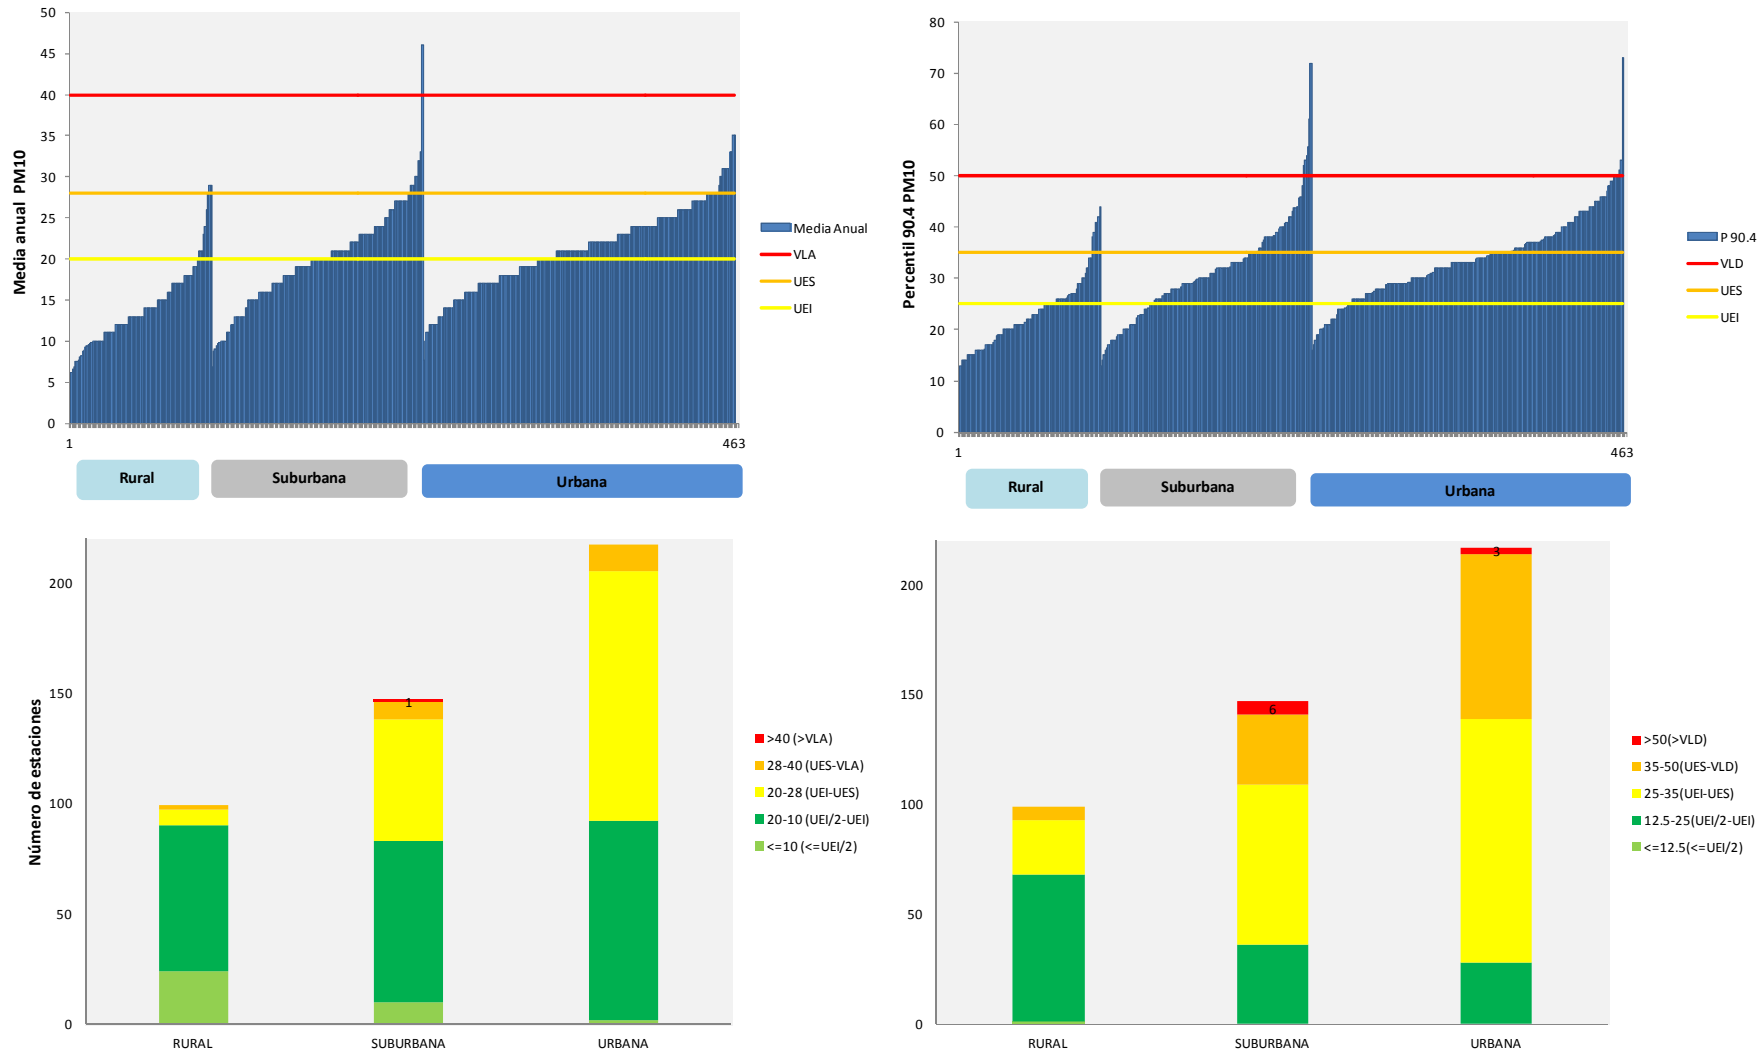 50
45
40
35
30
25
20
15
10
5
0
Media anual PM10
1
463
Media Anual
VLA
UES
UEI
Rural
Suburbana
Urbana
80
70
60
50
40
30
20
10
0
Percentil 90.4 PM10
1
463
P 90.4
VLD
UES
UEI
Rural
Suburbana
Urbana
200
150
100
50
0
Número de estaciones
1
RURAL
SUBURBANA
URBANA
>40 (>VLA)
28-40 (UES-VLA)
20-28 (UEI-UES)
20-10 (UEI/2-UEI)
<=10 (<=UEI/2)
200
150
100
50
0
6
3
RURAL
SUBURBANA
URBANA
>50(>VLD)
35-50(UES-VLD)
25-35(UEI-UES)
12.5-25(UEI/2-UEI)
<=12.5(<=UEI/2)